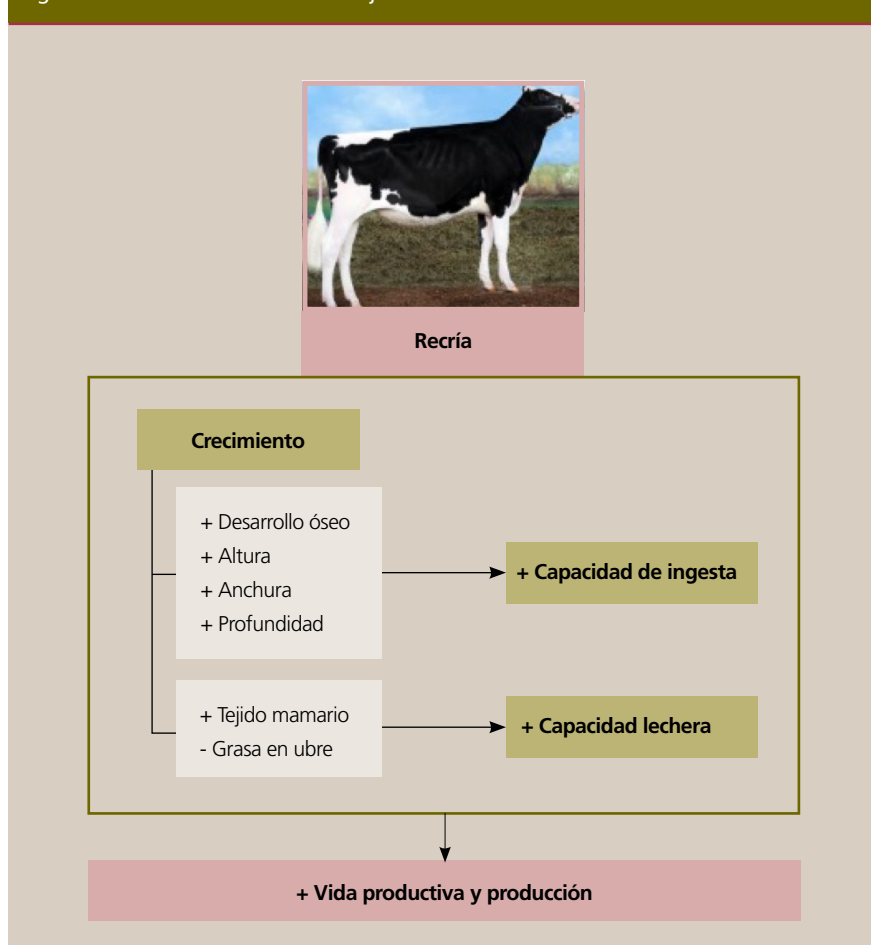 Recría
Crecimiento
+ Desarrollo óseo
+ Altura
+ Anchura
+ Profundidad
+ Capacidad de ingesta
+ Tejido mamario
- Grasa en ubre
+ Capacidad lechera
+ Vida productiva y producción